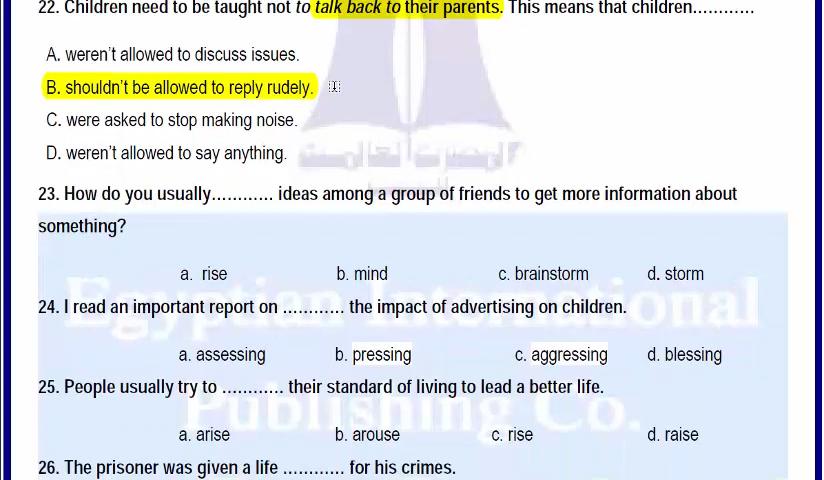 22. Children need to be taught not to talk back to their parents. This means that children............
A. weren't allowed to discuss issues.
B. shouldn't be allowed to reply rudely.
C. were asked to stop making noise.
D. weren't allowed to say anything.
23. How do you usually............ ideas among a group of friends to get more information about
something?
a. rise b. mind c. brainstorm d. storm
24. I read an important report on ............ the impact of advertising on children.
a. assessing b. pressing c. aggressing d. blessing
25. People usually try to ............ their standard of living to lead a better life.
a. arise b. arouse c. rise d. raise
26. The prisoner was given a life ............ for his crimes.
Egyptian International
Publishing Co.